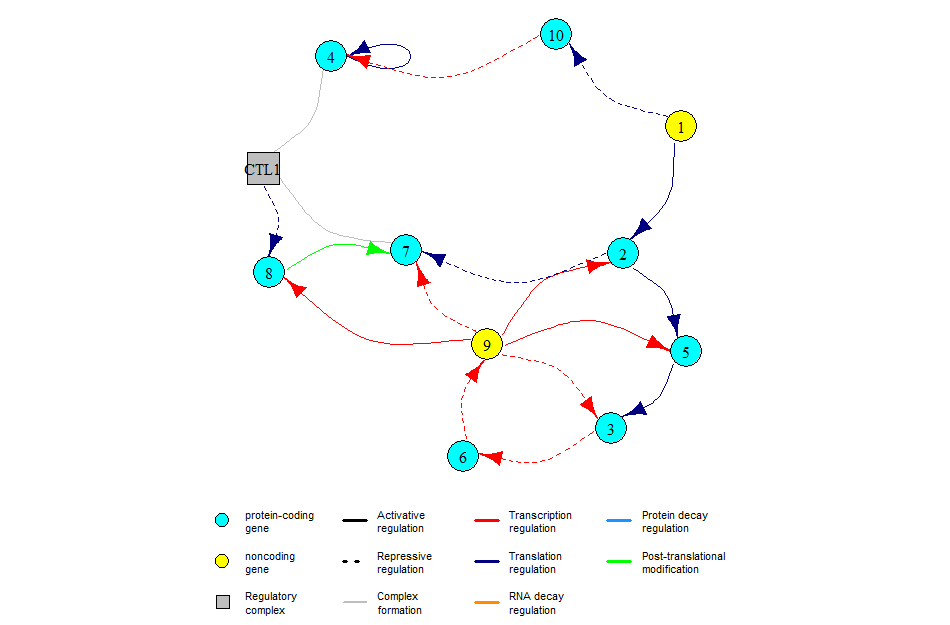 10
4
1
CTL1
7
2
8
9
5
3
6
protein-coding
gene
Activative
regulation
Transcription
regulation
Protein decay
regulation
noncoding
gene
Repressive
regulation
Translation
regulation
Post-translational
modification
Regulatory
complex
Complex
formation
RNA decay
regulation